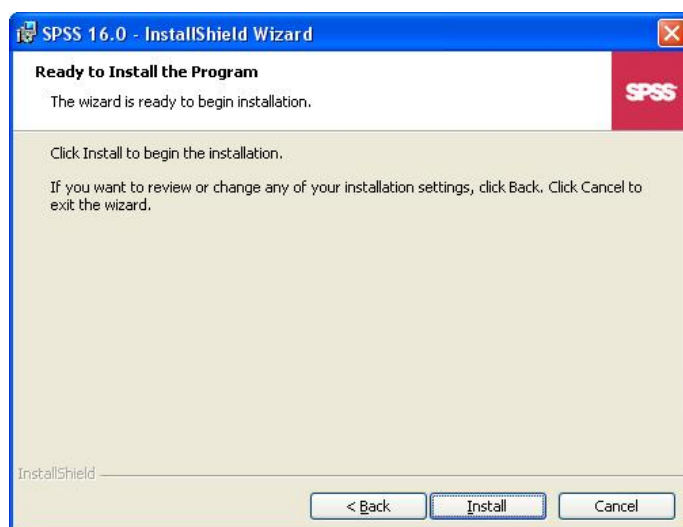 SPSS 16.0 - InstallShield Wizard
Ready to Install the Program
The wizard is ready to begin installation.
SPSS
Click Install to begin the installation.
If you want to review or change any of your installation settings, click Back. Click Cancel to
exit the wizard.
InstallShield
< Back Install Cancel